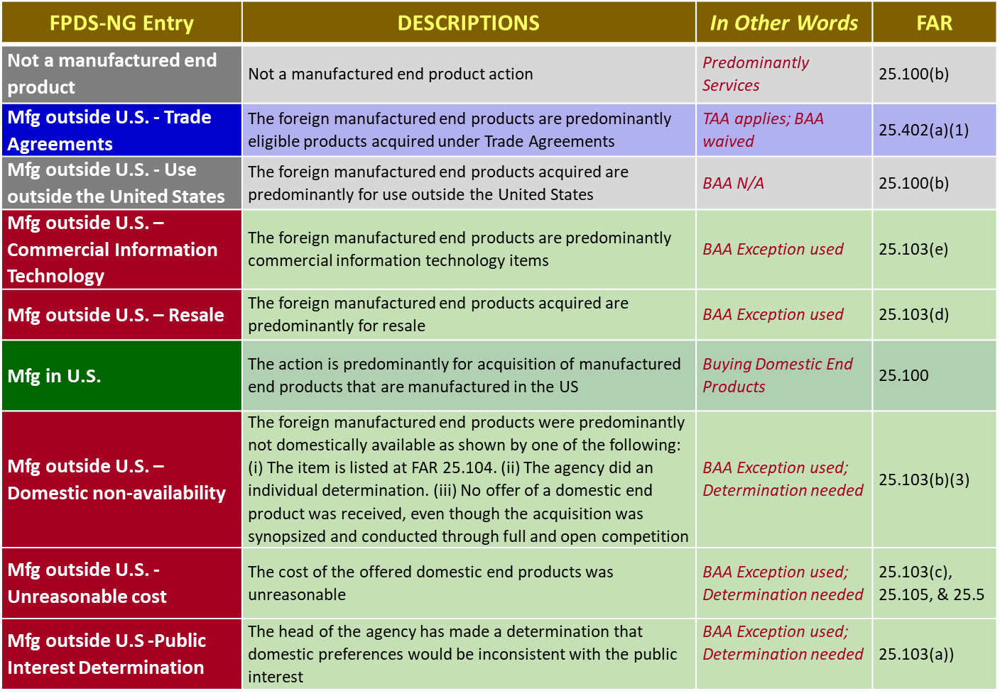 FPDS-NG Entry
DESCRIPTIONS
In Other Words
FAR
Not a manufactured end
product
Not a manufactured end product action
Predominantly
Services
25.100(b)
Mfg outside U.S. - Trade
Agreements
The foreign manufactured end products are predominantly
eligible products acquired under Trade Agreements
TAA applies; BAA
waived
25.402(a)(1)
Mfg outside U.S. - Use
outside the United States
The foreign manufactured end products acquired are
predominantly for use outside the United States
BAA N/A
25.100(b)
Mfg outside U.S. –
Commercial Information
Technology
The foreign manufactured end products are predominantly
commercial information technology items
BAA Exception used
25.103(e)
Mfg outside U.S. – Resale
The foreign manufactured end products acquired are
predominantly for resale
BAA Exception used
25.103(d)
Mfg in U.S.
The action is predominantly for acquisition of manufactured
end products that are manufactured in the US
Buying Domestic End
Products
25.100
Mfg outside U.S. –
Domestic non-availability
The foreign manufactured end products were predominantly
not domestically available as shown by one of the following:
(i) The item is listed at FAR 25.104. (ii) The agency did an
individual determination. (iii) No offer of a domestic end
product was received, even though the acquisition was
synopsized and conducted through full and open competition
BAA Exception used;
Determination needed
25.103(b)(3)
Mfg outside U.S. -
Unreasonable cost
The cost of the offered domestic end products was
unreasonable
BAA Exception used;
Determination needed
25.103(c),
25.105, & 25.5
Mfg outside U.S -Public
Interest Determination
The head of the agency has made a determination that
domestic preferences would be inconsistent with the public
interest
BAA Exception used;
Determination needed
25.103(a))